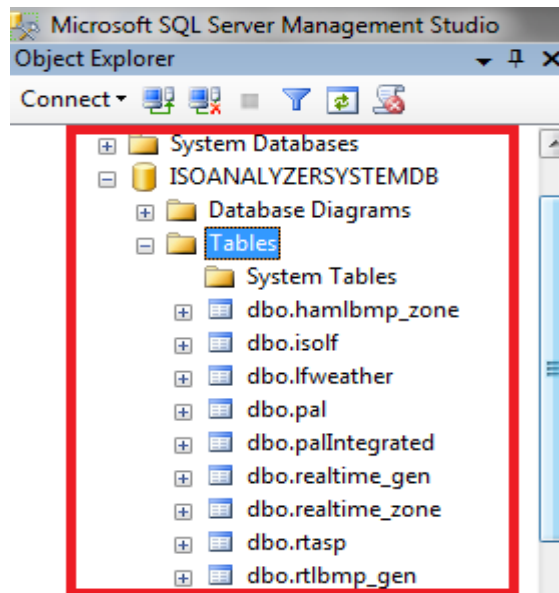 Microsoft SQL Server Management Studio
Object Explorer
Connect
System Databases
ISOANALYZERSYSTEMDB
Database Diagrams
Tables
System Tables
dbo.hamlbmp_zone
dbo.isolf
dbo.lfweather
dbo.pal
dbo.palIntegrated
dbo.realtime_gen
dbo.realtime_zone
dbo.rtasp
dbo.rtlbmp_gen